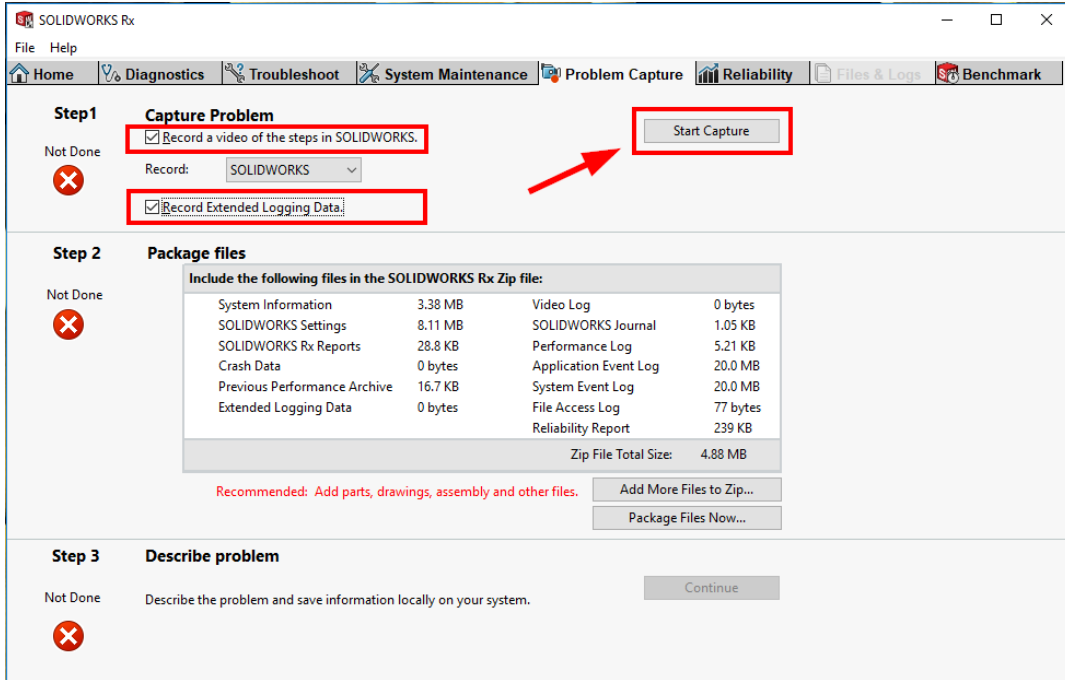 SOLIDWORKS Rx
File Help
Home Diagnostics Troubleshoot System Maintenance Problem Capture Reliability Files & Logs Benchmark
Step1 Capture Problem
Record a video of the steps in SOLIDWORKS. Start Capture
Not Done
Record: SOLIDWORKS
Record Extended Logging Data.
Step 2 Package files
Include the following files in the SOLIDWORKS Rx Zip file:
Not Done
System Information 3.38 MB Video Log 0 bytes
SOLIDWORKS Settings 8.11 MB SOLIDWORKS Journal 1.05 KB
SOLIDWORKS Rx Reports 28.8 KB Performance Log 5.21 KB
Crash Data 0 bytes Application Event Log 20.0 MB
Previous Performance Archive 16.7 KB System Event Log 20.0 MB
Extended Logging Data 0 bytes File Access Log 77 bytes
Reliability Report 239 KB
Zip File Total Size: 4.88 MB
Recommended: Add parts, drawings, assembly and other files. Add More Files to Zip...
Package Files Now...
Step 3 Describe problem
Not Done Describe the problem and save information locally on your system. Continue